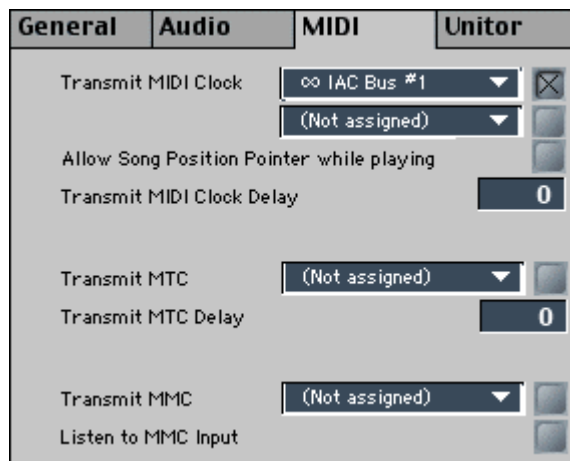 General Audio MIDI Unitor
Transmit MIDI Clock ∞ IAC Bus #1
(Not assigned)
Allow Song Position Pointer while playing
Transmit MIDI Clock Delay 0
Transmit MTC (Not assigned)
Transmit MTC Delay 0
Transmit MMC (Not assigned)
Listen to MMC Input